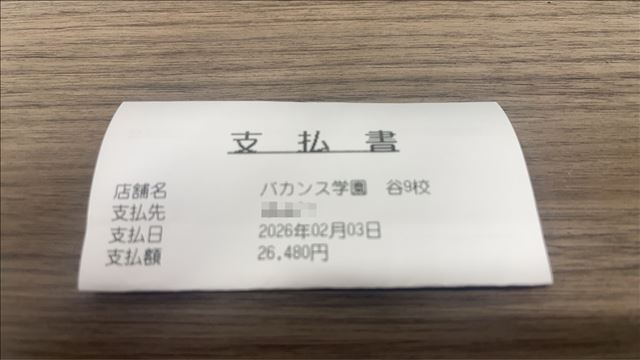 支払書
店舗名 バカンス学園 谷9校
支払先
支払日 2026年02月03日
支払額 26,480円